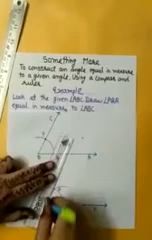 Something More
To construct an angle equal in measure
to a given angle, using a compass and
ruler.
Example
Look at the given ∠ABC. Draw ∠PQR
equal in measure to ∠ABC
C
B